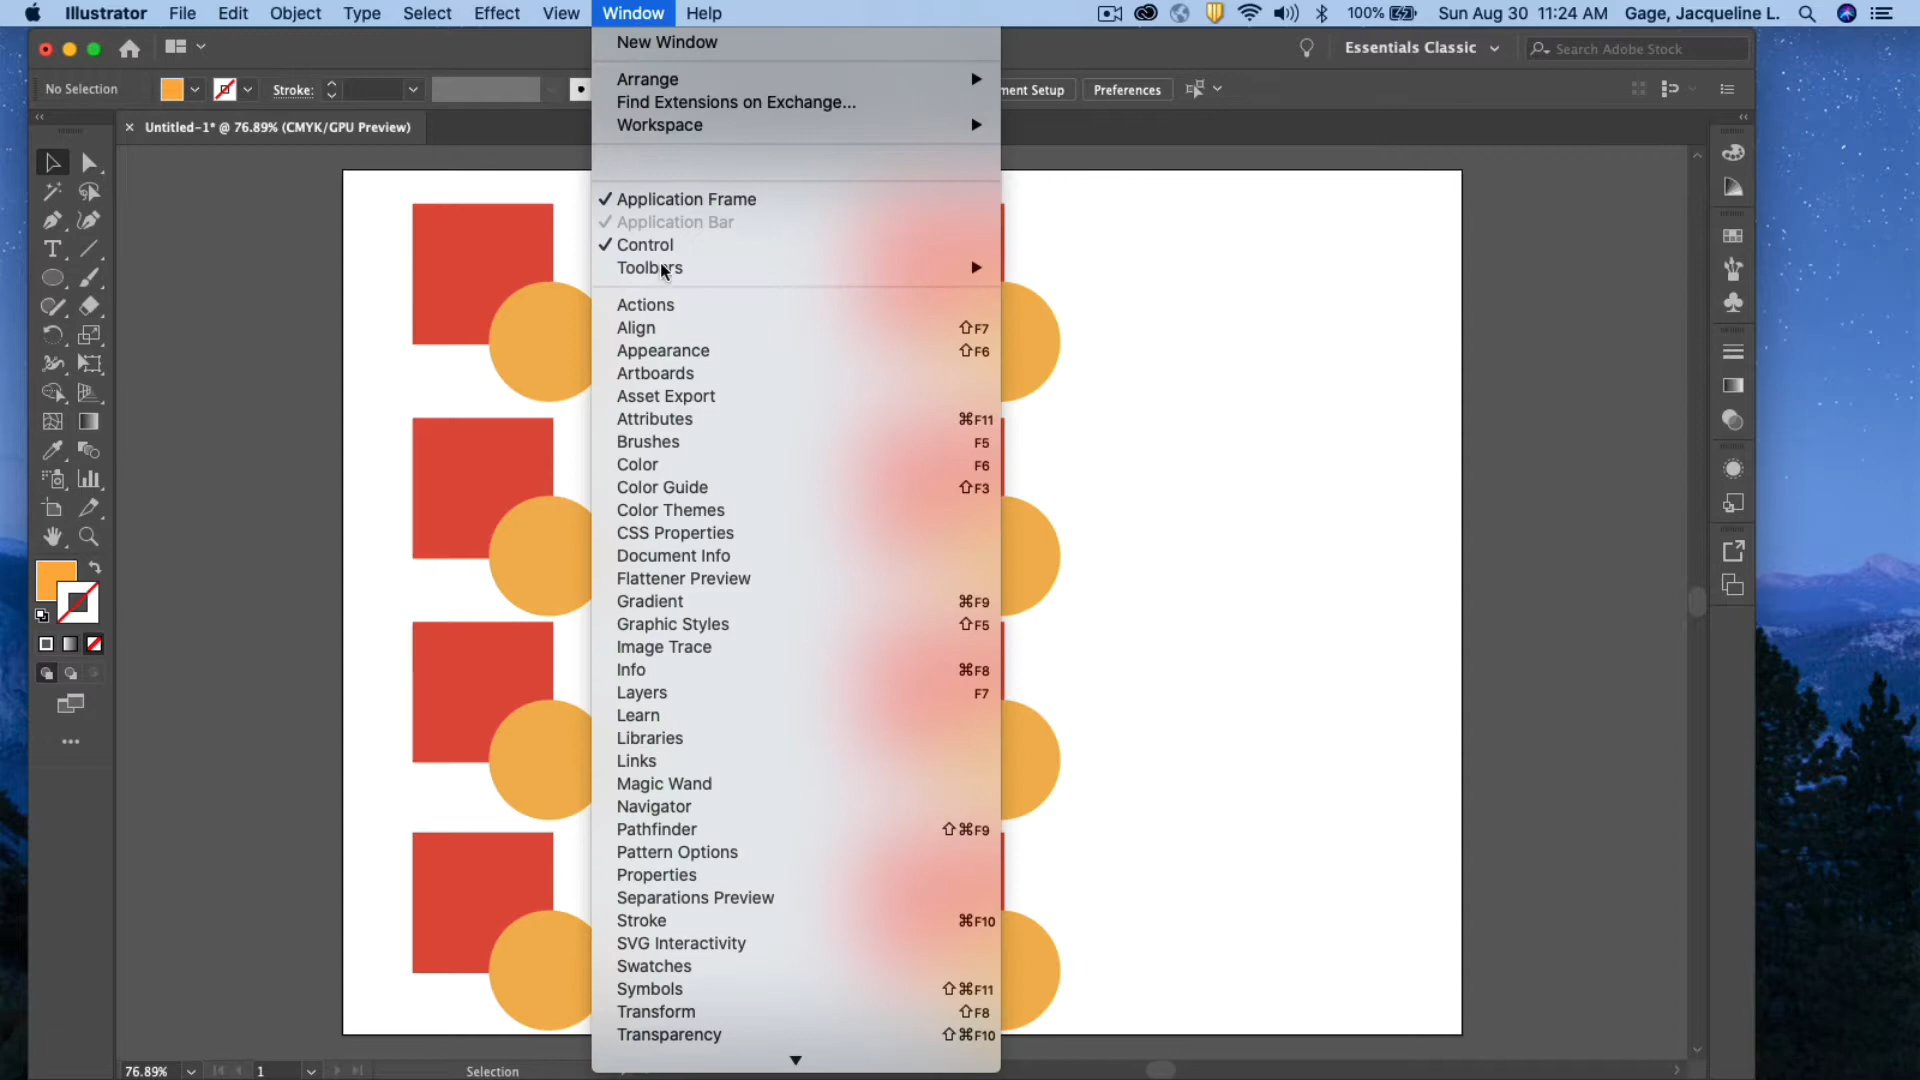 Illustrator File Edit Object Type Select Effect View Window Help 100% Sun Aug 30 11:24 AM Gage, Jacqueline L.
Essentials Classic Search Adobe Stock
No Selection Stroke: ment Setup Preferences
× Untitled-1* @ 76.89% (CMYK/GPU Preview)
New Window
Arrange
Find Extensions on Exchange...
Workspace
✓ Application Frame
✓ Application Bar
✓ Control
Toolbars
Actions
Align ⇧F7
Appearance ⇧F6
Artboards
Asset Export
Attributes ⌘F11
Brushes F5
Color F6
Color Guide ⇧F3
Color Themes
CSS Properties
Document Info
Flattener Preview
Gradient ⌘F9
Graphic Styles ⇧F5
Image Trace
Info ⌘F8
Layers F7
Learn
Libraries
Links
Magic Wand
Navigator
Pathfinder ⇧⌘F9
Pattern Options
Properties
Separations Preview
Stroke ⌘F10
SVG Interactivity
Swatches
Symbols ⇧⌘F11
Transform ⇧F8
Transparency ⇧⌘F10
76.89% 1 Selection